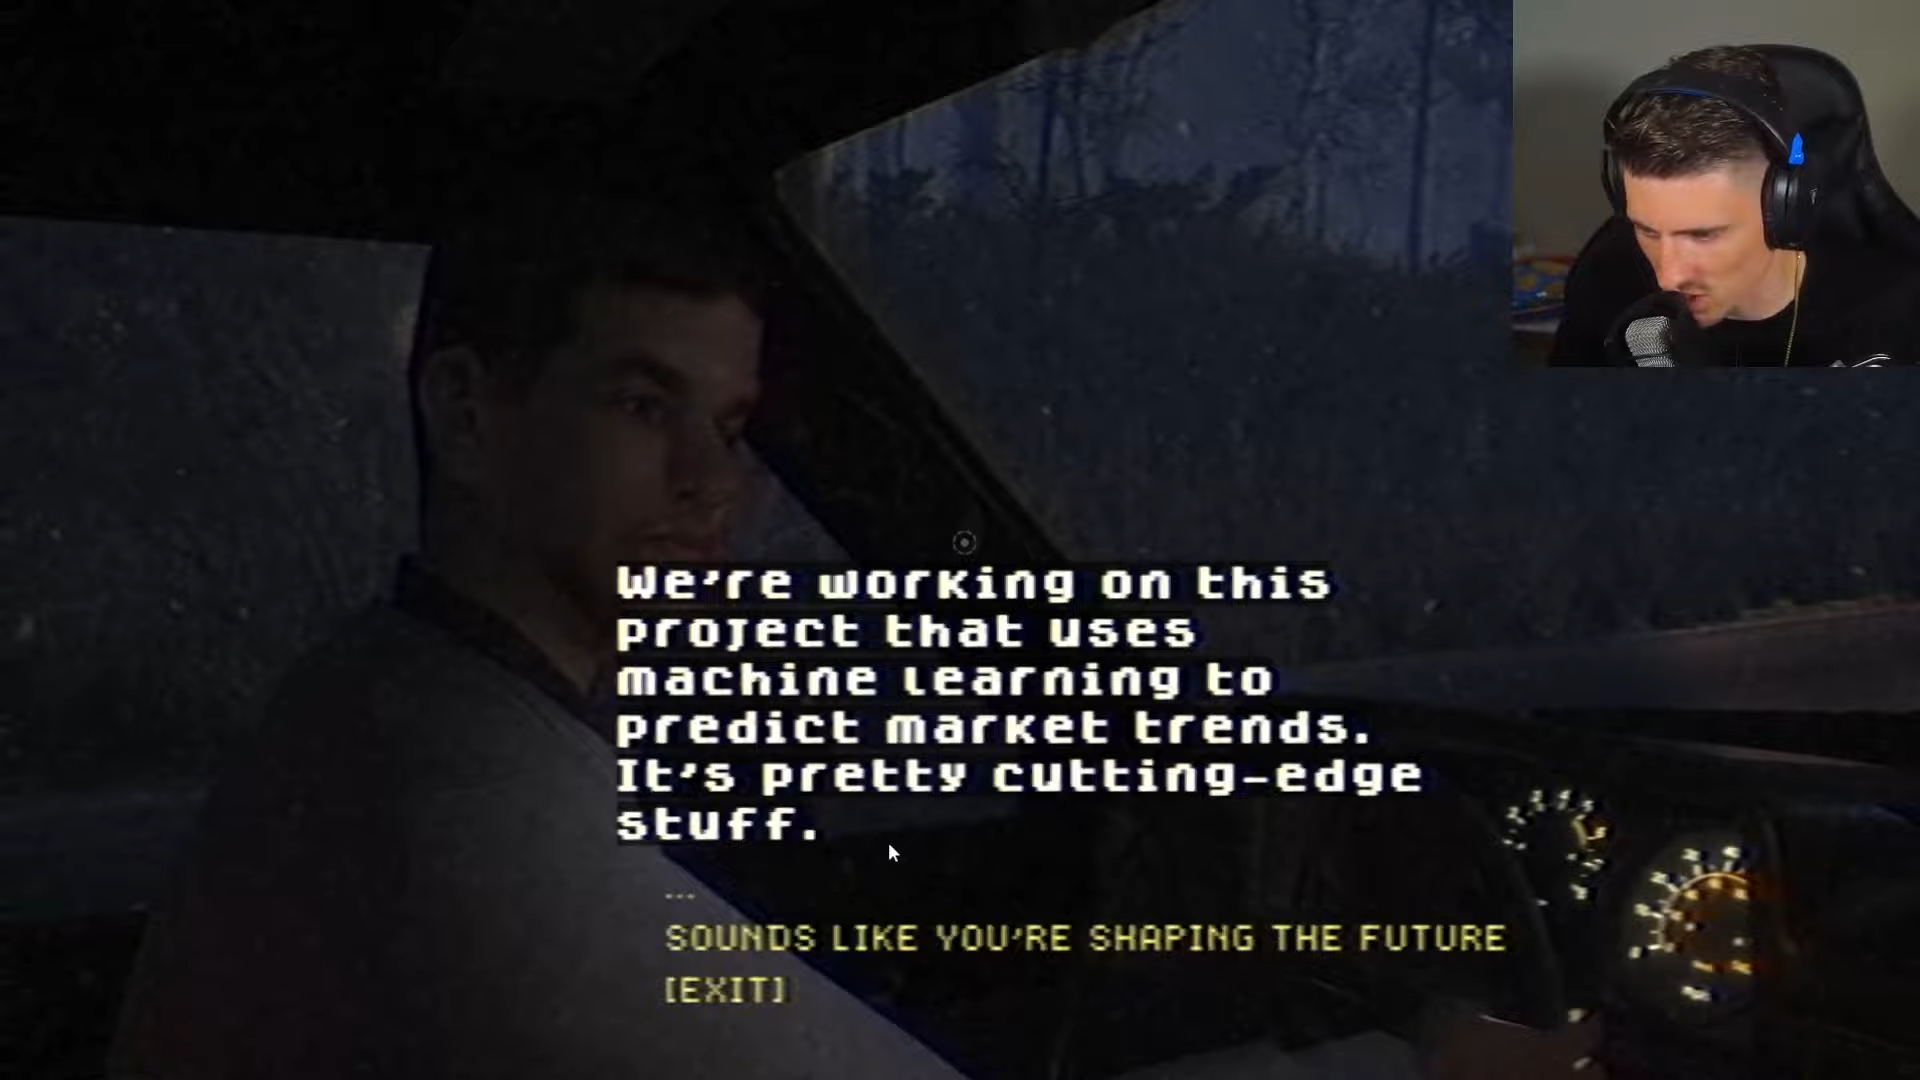 We're working on this
project that uses
machine learning to
predict market trends.
It's pretty cutting-edge
stuff.
...
SOUNDS LIKE YOU'RE SHAPING THE FUTURE
[EXIT]